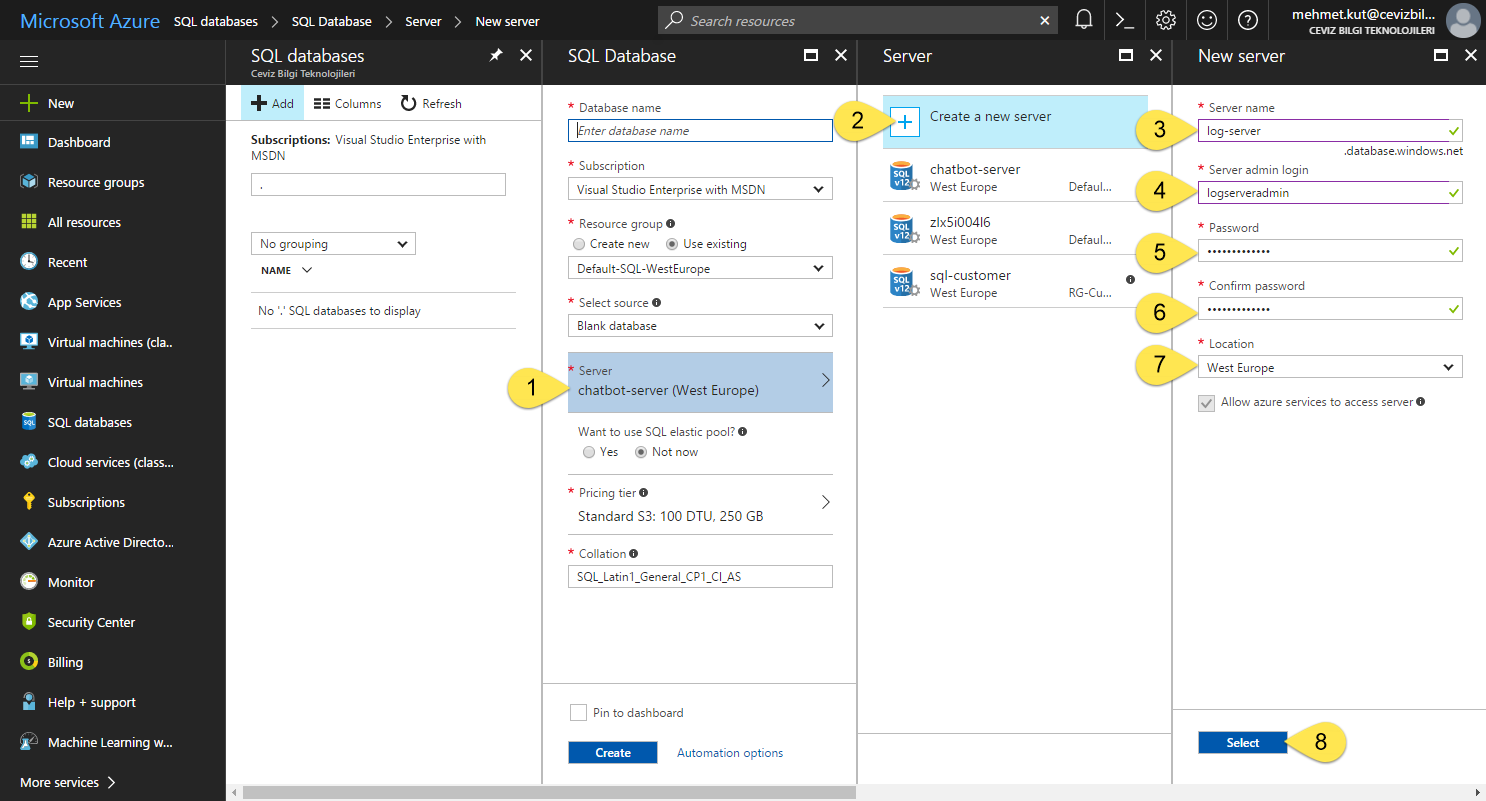 Microsoft Azure SQL databases > SQL Database > Server > New server
Search resources
mehmet.kut@cevizbil...
CEVIZ BILGI TEKNOLOJILERI
New
Dashboard
Resource groups
All resources
Recent
App Services
Virtual machines (cla..
Virtual machines
SQL databases
Cloud services (class...
Subscriptions
Azure Active Directo...
Monitor
Security Center
Billing
Help + support
Machine Learning w...
More services >
SQL databases
Ceviz Bilgi Teknolojileri
Add Columns Refresh
Subscriptions: Visual Studio Enterprise with
MSDN
.
No grouping
NAME
No '.' SQL databases to display
SQL Database
* Database name
Enter database name
* Subscription
Visual Studio Enterprise with MSDN
* Resource group
Create new Use existing
Default-SQL-WestEurope
* Select source
Blank database
1
* Server
chatbot-server (West Europe)
Want to use SQL elastic pool?
Yes Not now
* Pricing tier
Standard S3: 100 DTU, 250 GB
* Collation
SQL_Latin1_General_CP1_CI_AS
Pin to dashboard
Create Automation options
Server
2
Create a new server
SQL v12
chatbot-server
West Europe Defaul...
SQL v12
zlx5i004l6
West Europe Defaul...
SQL v12
sql-customer
West Europe RG-Cu...
New server
* Server name
3
log-server
.database.windows.net
* Server admin login
4
logserveradmin
* Password
5
•••••••••••••
* Confirm password
6
•••••••••••••
* Location
7
West Europe
Allow azure services to access server
Select
8